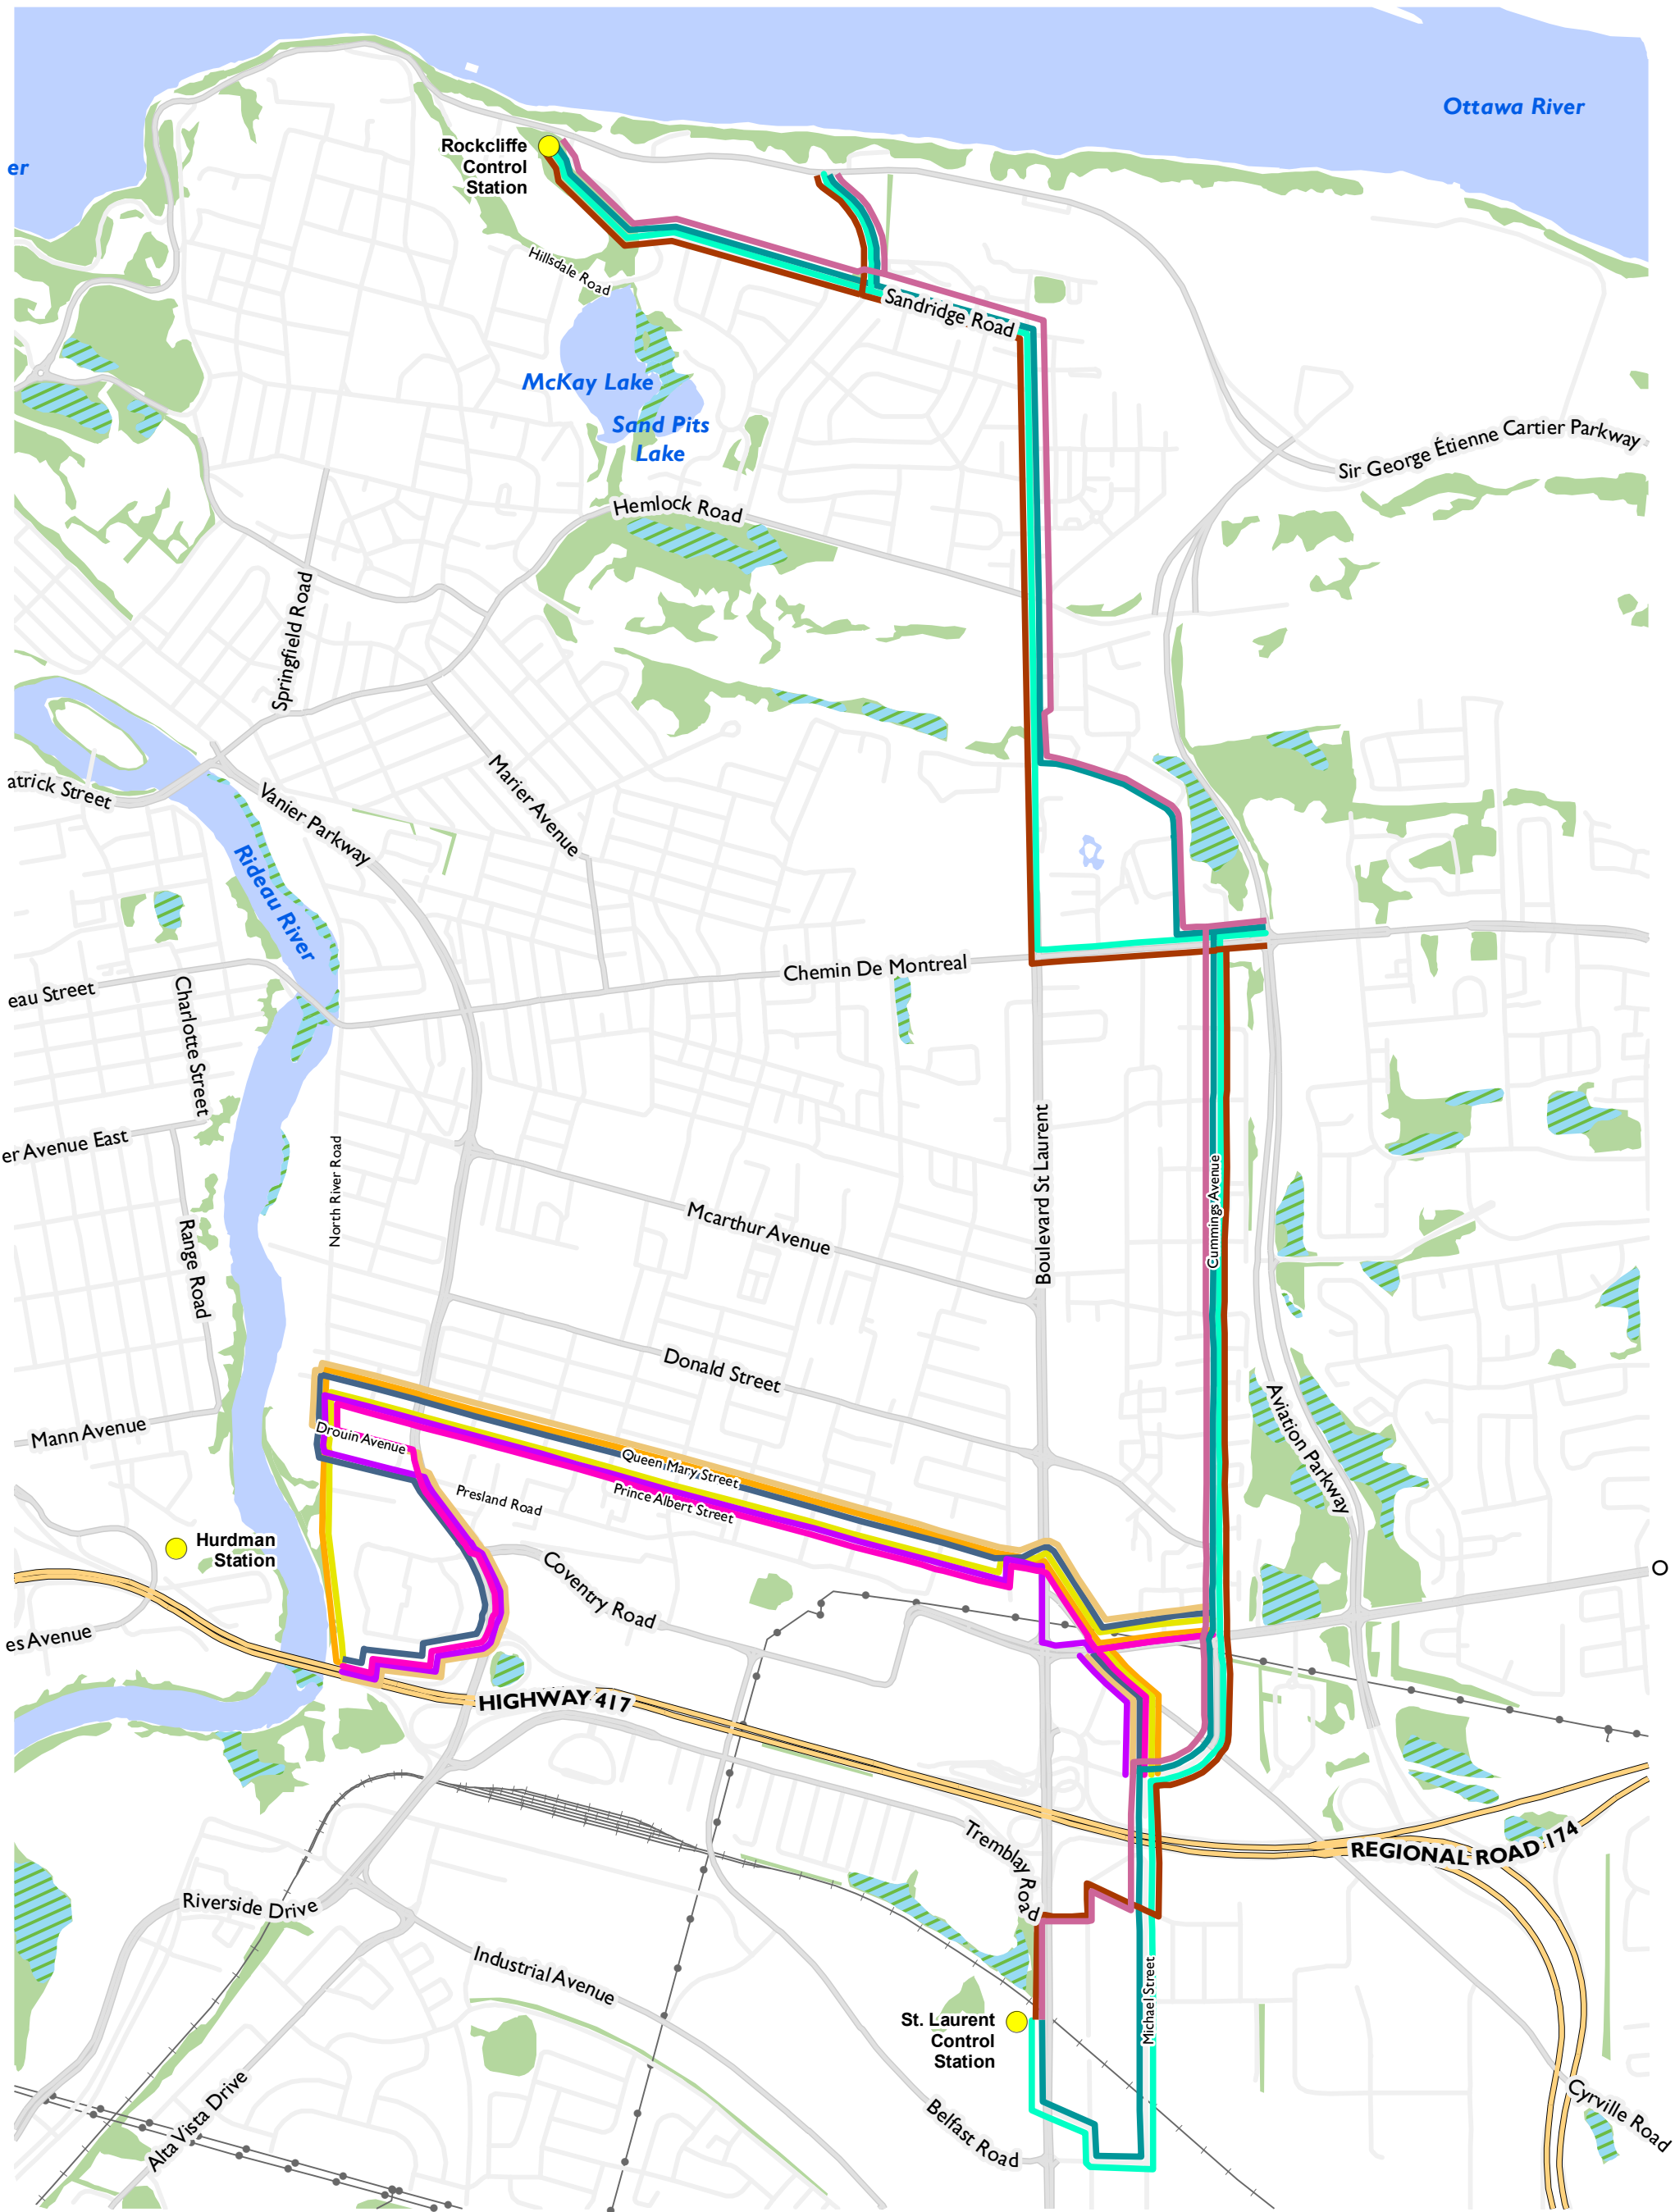 Ottawa River
er
Rockcliffe
Control
Station
Hillsdale Road
Sandridge Road
McKay Lake
Sand Pits
Lake
Sir George Étienne Cartier Parkway
Hemlock Road
Springfield Road
Marier Avenue
atrick Street
Vanier Parkway
Rideau River
Chemin De Montreal
eau Street
Charlotte Street
er Avenue East
North River Road
Boulevard St Laurent
Cummings Avenue
Mcarthur Avenue
Range Road
Donald Street
Mann Avenue
Drouin Avenue
Queen Mary Street
Prince Albert Street
Presland Road
Aviation Parkway
Hurdman
Station
Coventry Road
O
es Avenue
HIGHWAY 417
Tremblay Road
REGIONAL ROAD 174
Riverside Drive
Industrial Avenue
Michael Street
St. Laurent
Control
Station
Alta Vista Drive
Belfast Road
Cyrville Road